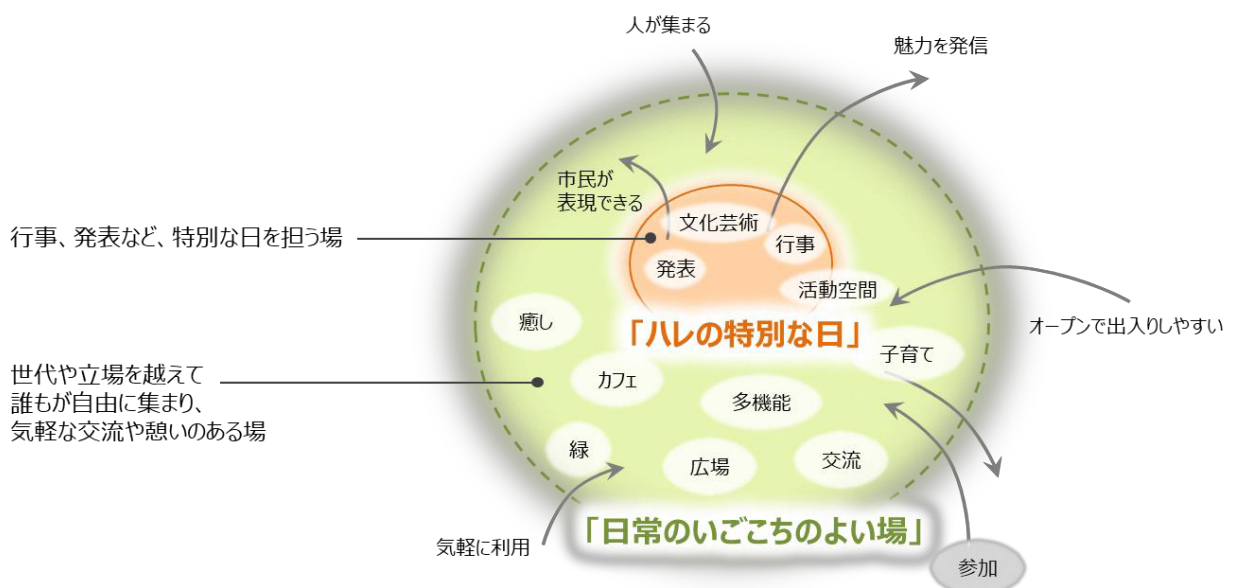 人が集まる
魅力を発信
市民が
表現できる
文化芸術
行事
発表
行事、発表など、特別な日を担う場
活動空間
癒し
「ハレの特別な日」
オープンで出入りしやすい
子育て
世代や立場を越えて
誰もが自由に集まり、
気軽な交流や憩いのある場
カフェ
多機能
緑
広場
交流
「日常のいごこちのよい場」
気軽に利用
参加